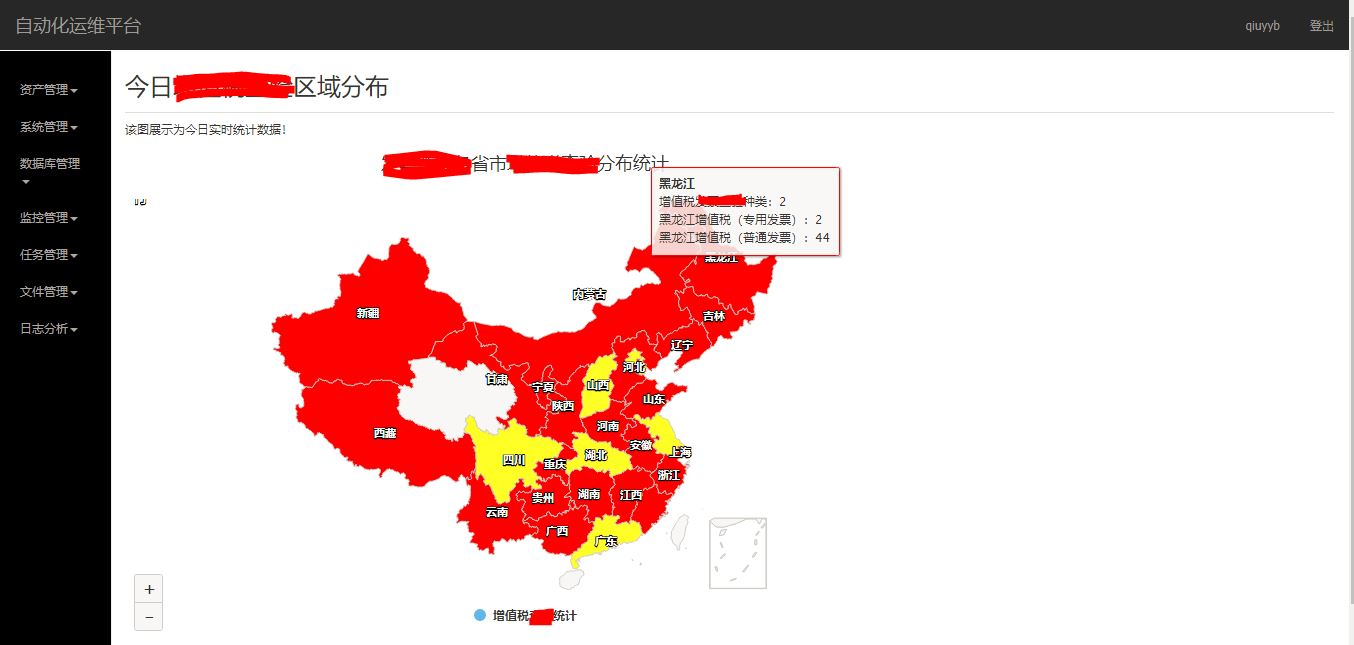 自动化运维平台
qiuyyb 登出
资产管理
系统管理
数据库管理
监控管理
任务管理
文件管理
日志分析
今日 区域分布
该图展示为今日实时统计数据!
省市 分布统计
黑龙江
增值税发 种类: 2
黑龙江增值税（专用发票）: 2
黑龙江增值税（普通发票）: 44
黑龙江
内蒙古
新疆
吉林
辽宁
河北
甘肃
宁夏
山西
山东
陕西
河南
西藏
安徽
上海
四川
重庆
湖北
浙江
贵州
湖南
江西
云南
广西
广东
+
−
增值税 统计